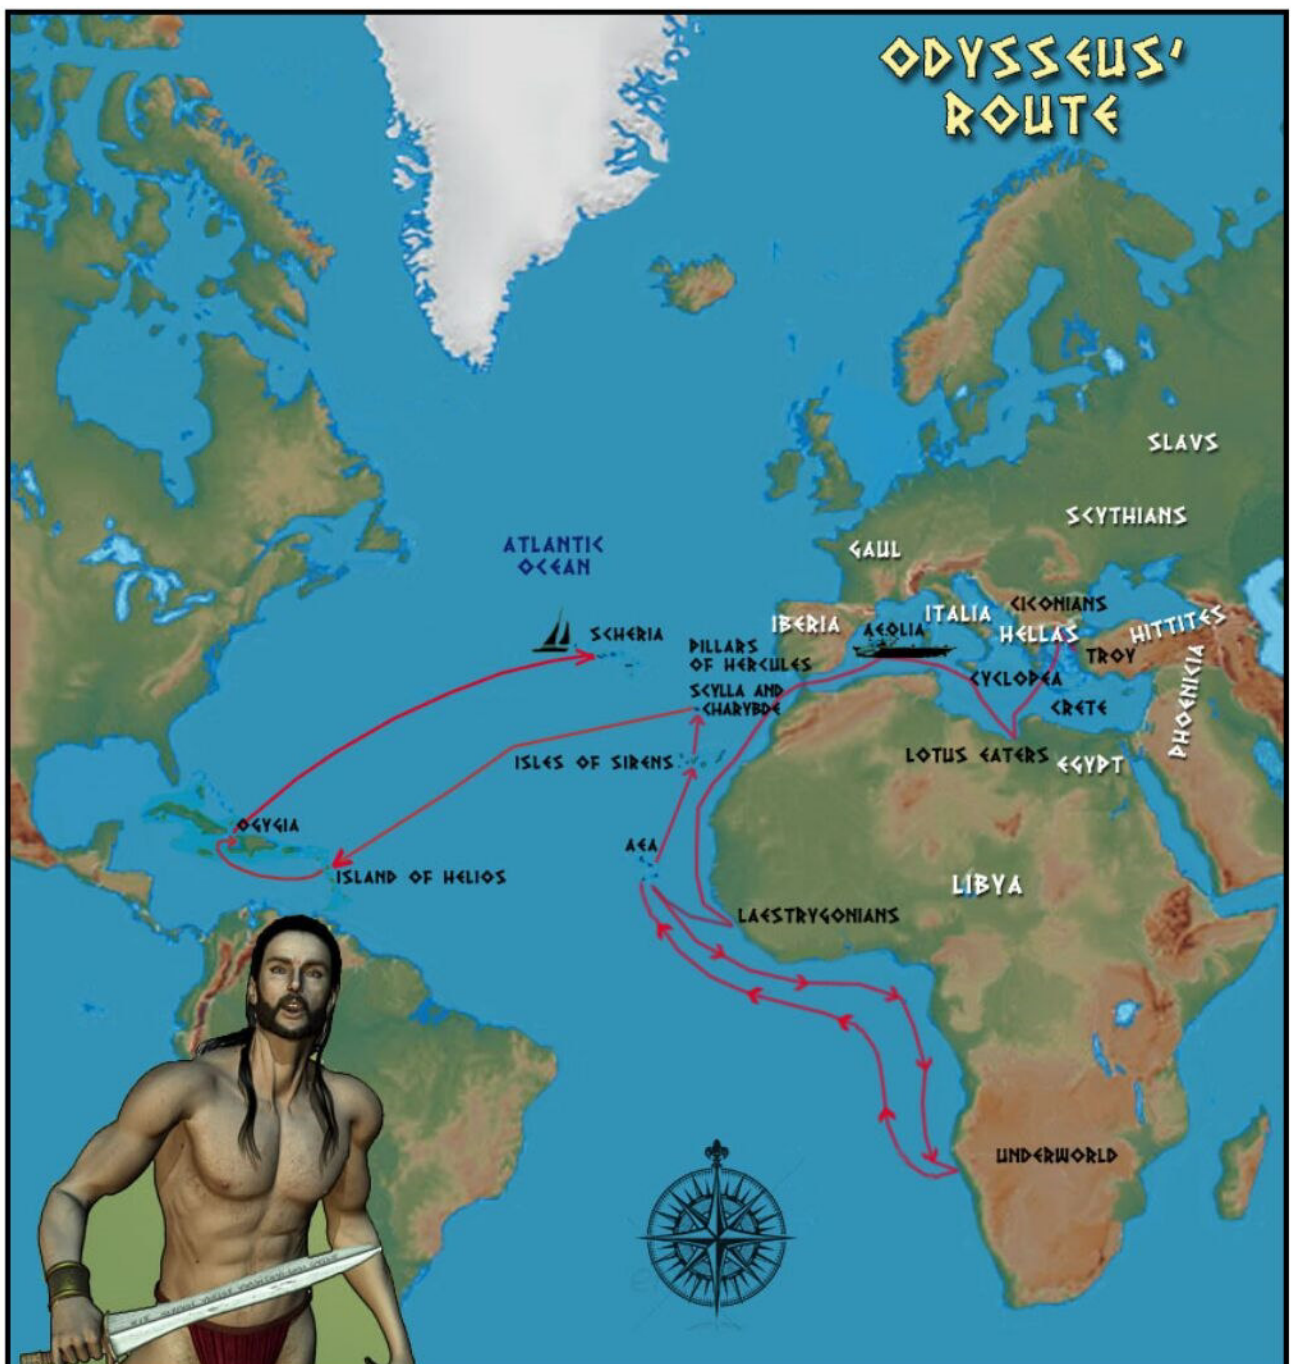 ODYSSEUS'
ROUTE
SLAVS
SCYTHIANS
ATLANTIC
OCEAN
GAUL
CICONIANS
ITALIA
IBERIA
AEOLIA
HELLAS
HITTITES
SCHERIA
PILLARS
OF HERCULES
TROY
CYCLOPEA
SCYLLA AND
CHARYBDE
CRETE
PHOENICIA
ISLES OF SIRENS
LOTUS EATERS
EGYPT
OGYGIA
AEA
ISLAND OF HELIOS
LIBYA
LAESTRYGONIANS
UNDERWORLD